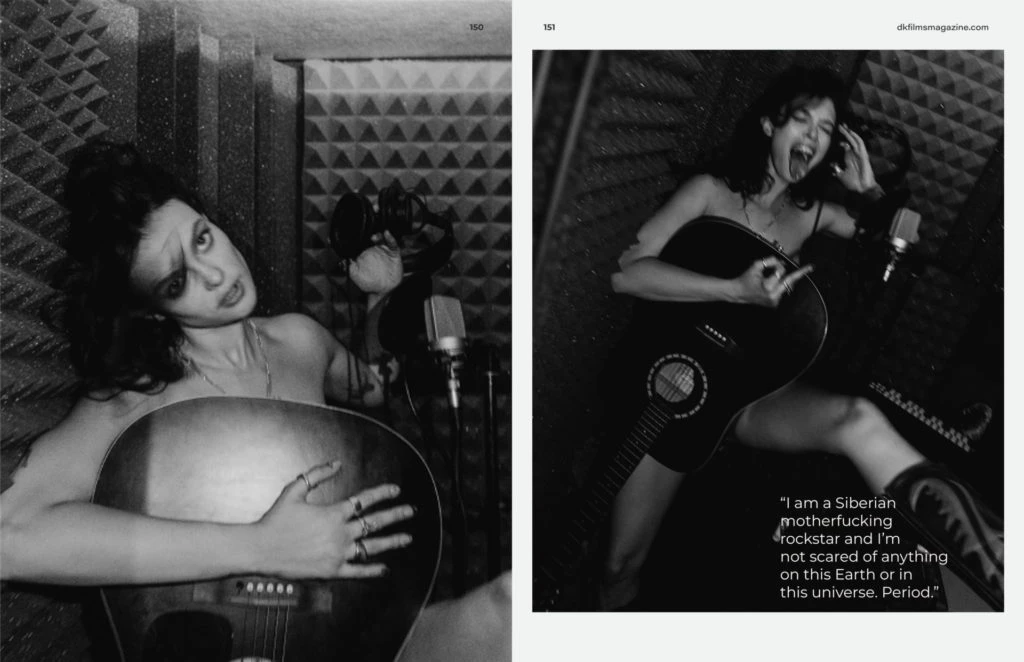 150
151
dkfilmsmagazine.com
“I am a Siberian
motherfucking
rockstar and I’m
not scared of anything
on this Earth or in
this universe. Period.”